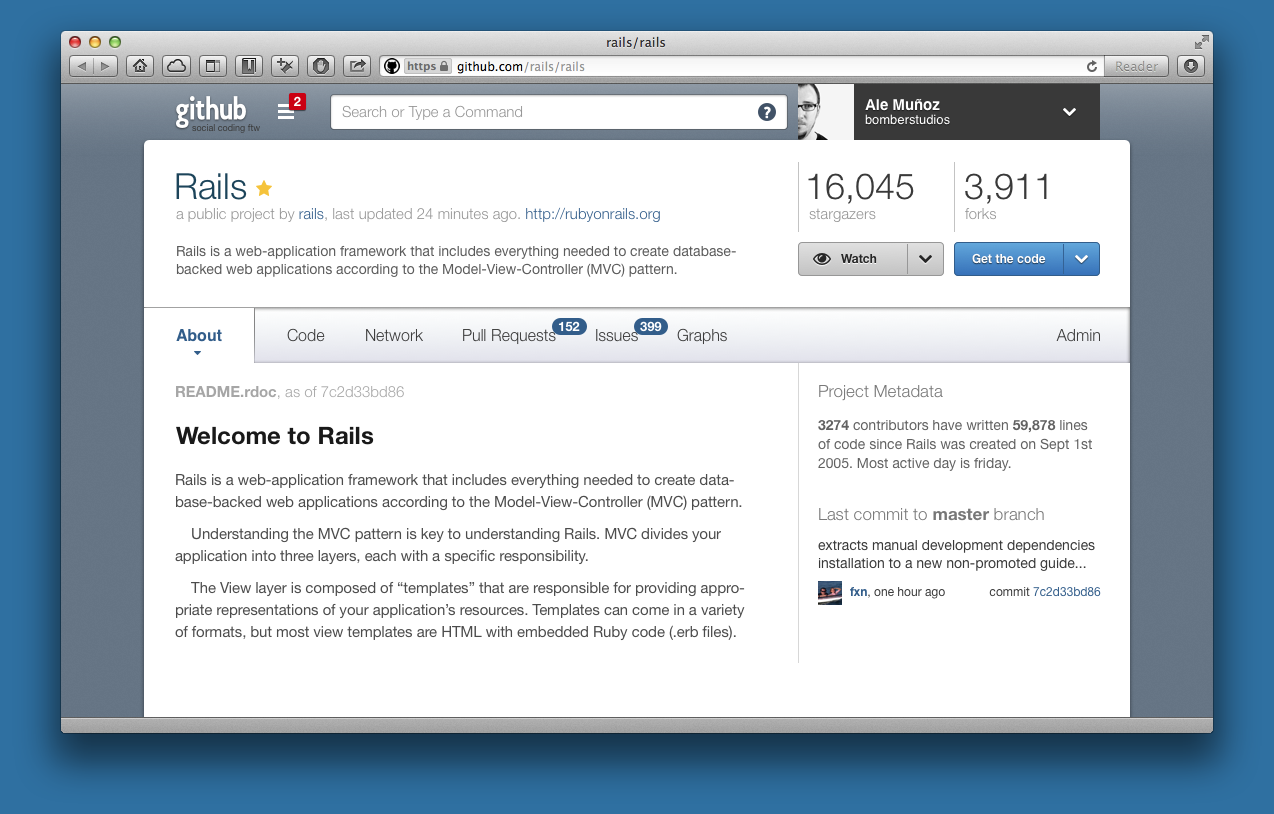 rails/rails
https github.com/rails/rails
Reader
github
social coding ftw
2
Search or Type a Command
?
Ale Muñoz
bomberstudios
Rails
a public project by rails, last updated 24 minutes ago. http://rubyonrails.org
Rails is a web-application framework that includes everything needed to create database-
backed web applications according to the Model-View-Controller (MVC) pattern.
16,045
stargazers
3,911
forks
Watch
Get the code
About
Code
Network
Pull Requests 152
Issues 399
Graphs
Admin
README.rdoc, as of 7c2d33bd86
Welcome to Rails
Rails is a web-application framework that includes everything needed to create data-
base-backed web applications according to the Model-View-Controller (MVC) pattern.
Understanding the MVC pattern is key to understanding Rails. MVC divides your
application into three layers, each with a specific responsibility.
The View layer is composed of “templates” that are responsible for providing appro-
priate representations of your application’s resources. Templates can come in a variety
of formats, but most view templates are HTML with embedded Ruby code (.erb files).
Project Metadata
3274 contributors have written 59,878 lines
of code since Rails was created on Sept 1st
2005. Most active day is friday.
Last commit to master branch
extracts manual development dependencies
installation to a new non-promoted guide...
fxn, one hour ago
commit 7c2d33bd86